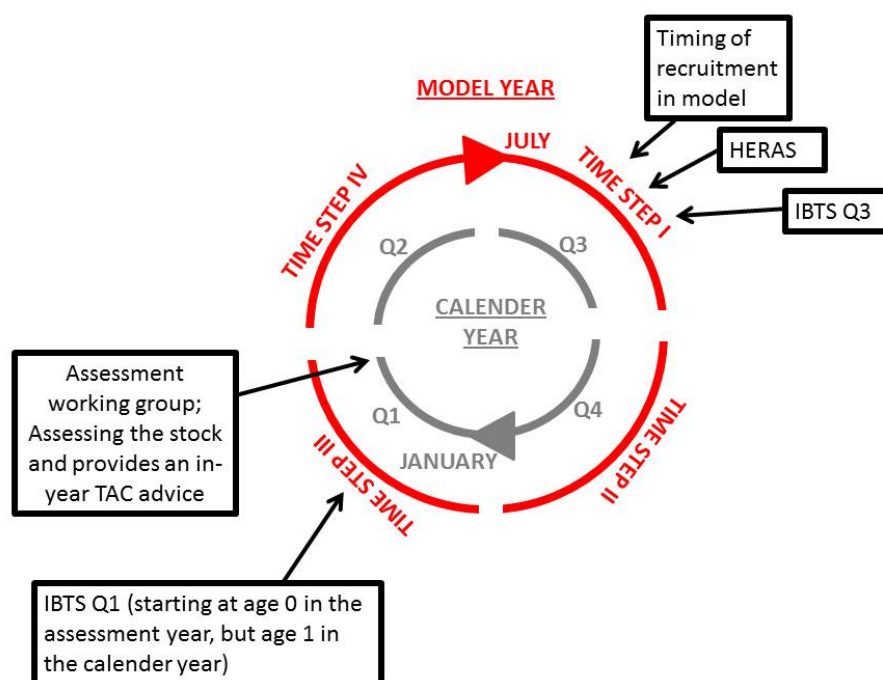 Timing of
recruitment
in model
MODEL YEAR
JULY
HERAS
TIME STEP I
TIME STEP IV
IBTS Q3
Q2
Q3
CALENDER
YEAR
Assessment
working group;
Assessing the stock
and provides an in-
year TAC advice
Q1
Q4
JANUARY
TIME STEP III
TIME STEP II
IBTS Q1 (starting at age 0 in the
assessment year, but age 1 in
the calender year)